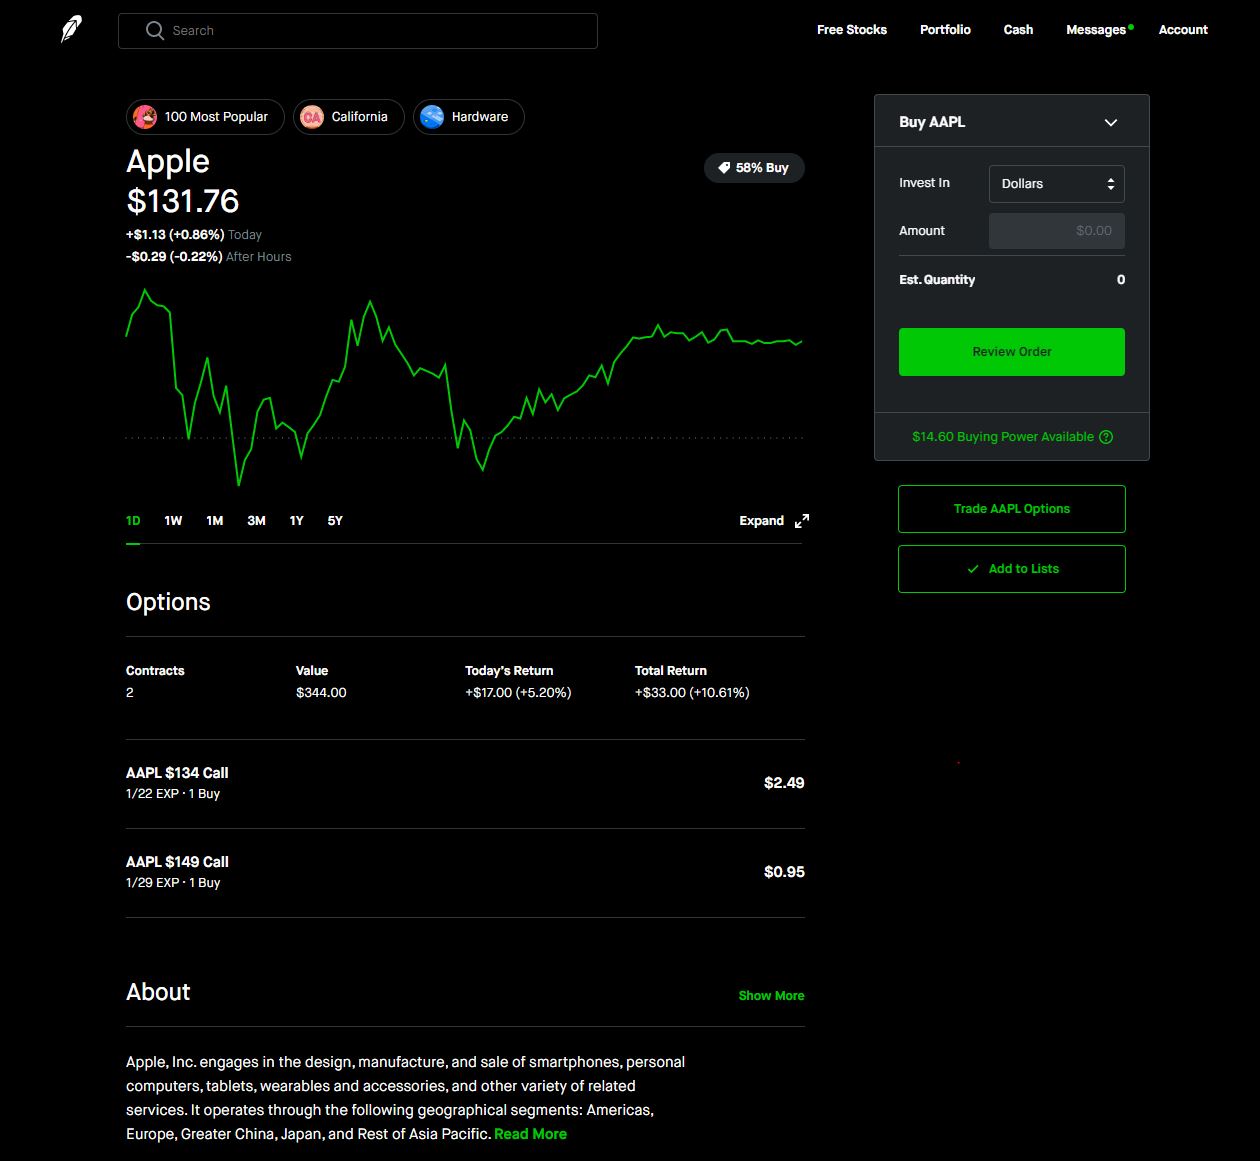 Search
Free Stocks
Portfolio
Cash
Messages
Account
100 Most Popular
CA
California
Hardware
Apple
$131.76
+$1.13 (+0.86%) Today
-$0.29 (-0.22%) After Hours
58% Buy
1D
1W
1M
3M
1Y
5Y
Expand
Buy AAPL
Invest In
Dollars
Amount
$0.00
Est. Quantity
0
Review Order
$14.60 Buying Power Available
Trade AAPL Options
Add to Lists
Options
Contracts
2
Value
$344.00
Today's Return
+$17.00 (+5.20%)
Total Return
+$33.00 (+10.61%)
AAPL $134 Call
1/22 EXP · 1 Buy
$2.49
AAPL $149 Call
1/29 EXP · 1 Buy
$0.95
About
Show More
Apple, Inc. engages in the design, manufacture, and sale of smartphones, personal
computers, tablets, wearables and accessories, and other variety of related
services. It operates through the following geographical segments: Americas,
Europe, Greater China, Japan, and Rest of Asia Pacific. Read More